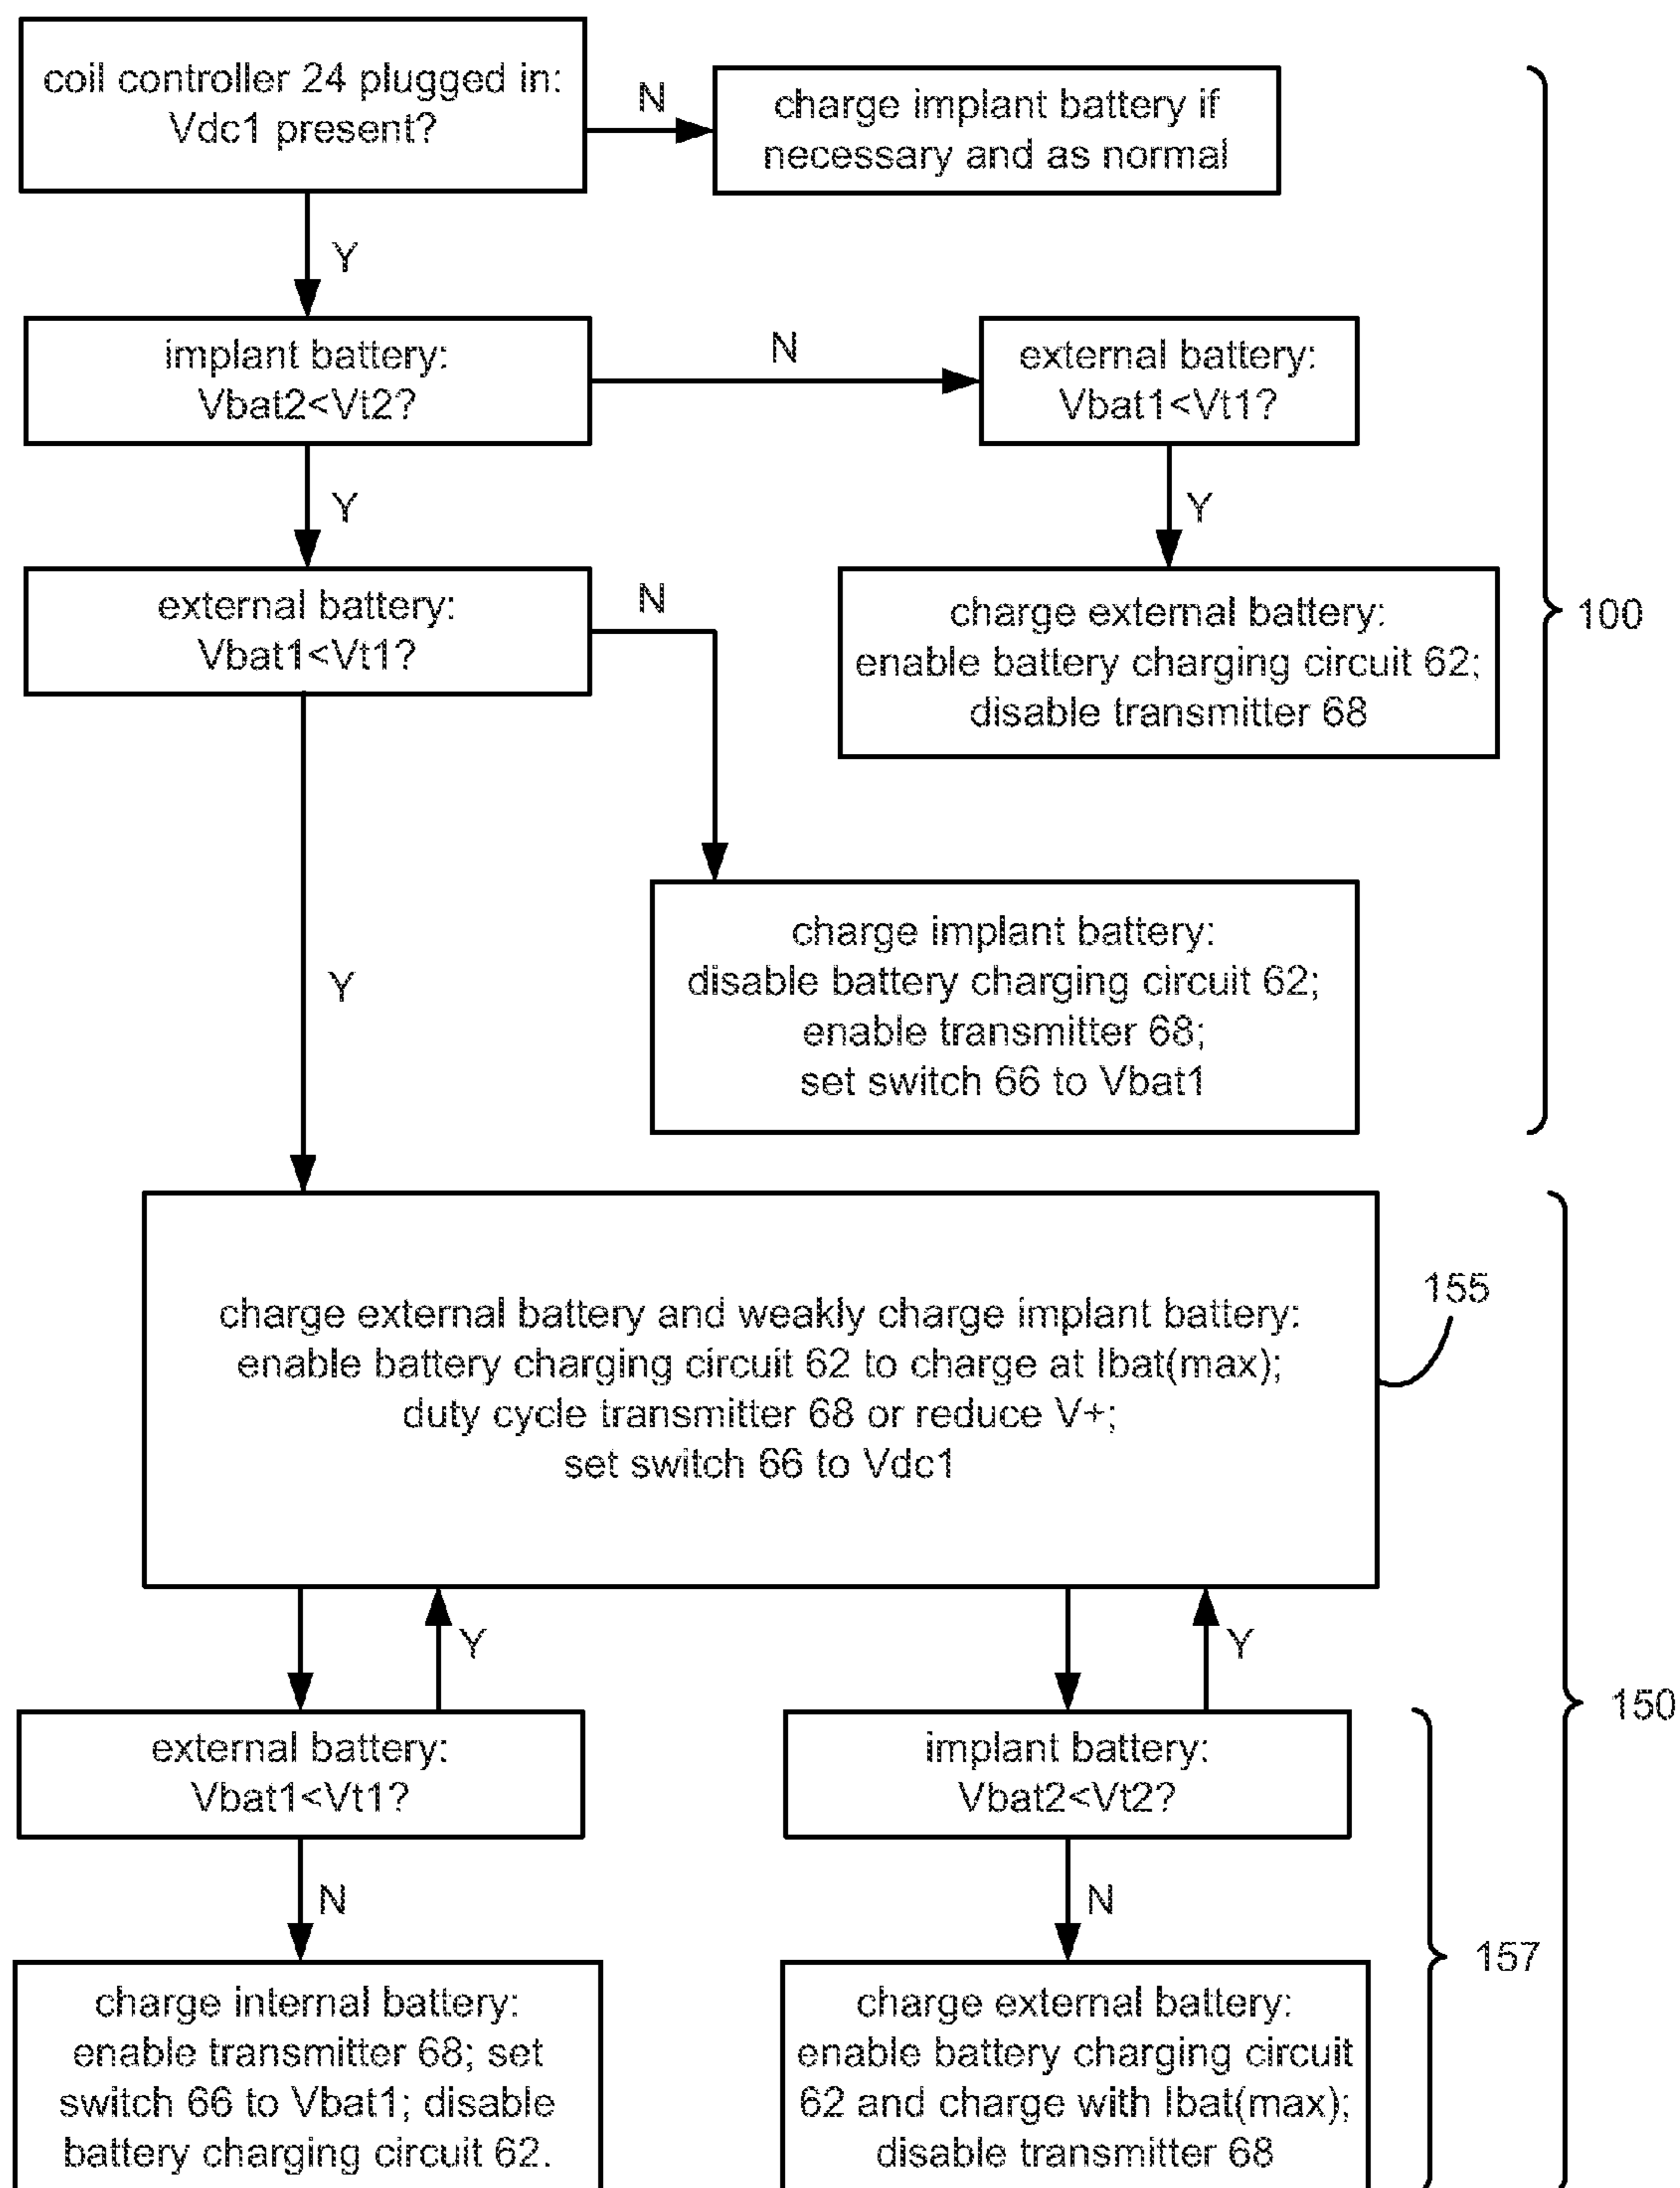 coil controller 24 plugged in:
Vdc1 present?
N
charge implant battery if
necessary and as normal
Y
implant battery:
Vbat2<Vt2?
N
external battery:
Vbat1<Vt1?
Y
Y
external battery:
Vbat1<Vt1?
N
charge external battery:
enable battery charging circuit 62;
disable transmitter 68
100
charge implant battery:
disable battery charging circuit 62;
enable transmitter 68;
set switch 66 to Vbat1
Y
charge external battery and weakly charge implant battery:
enable battery charging circuit 62 to charge at Ibat(max);
duty cycle transmitter 68 or reduce V+;
set switch 66 to Vdc1
155
Y
Y
external battery:
Vbat1<Vt1?
implant battery:
Vbat2<Vt2?
150
N
N
157
charge internal battery:
enable transmitter 68; set
switch 66 to Vbat1; disable
battery charging circuit 62.
charge external battery:
enable battery charging circuit
62 and charge with Ibat(max);
disable transmitter 68